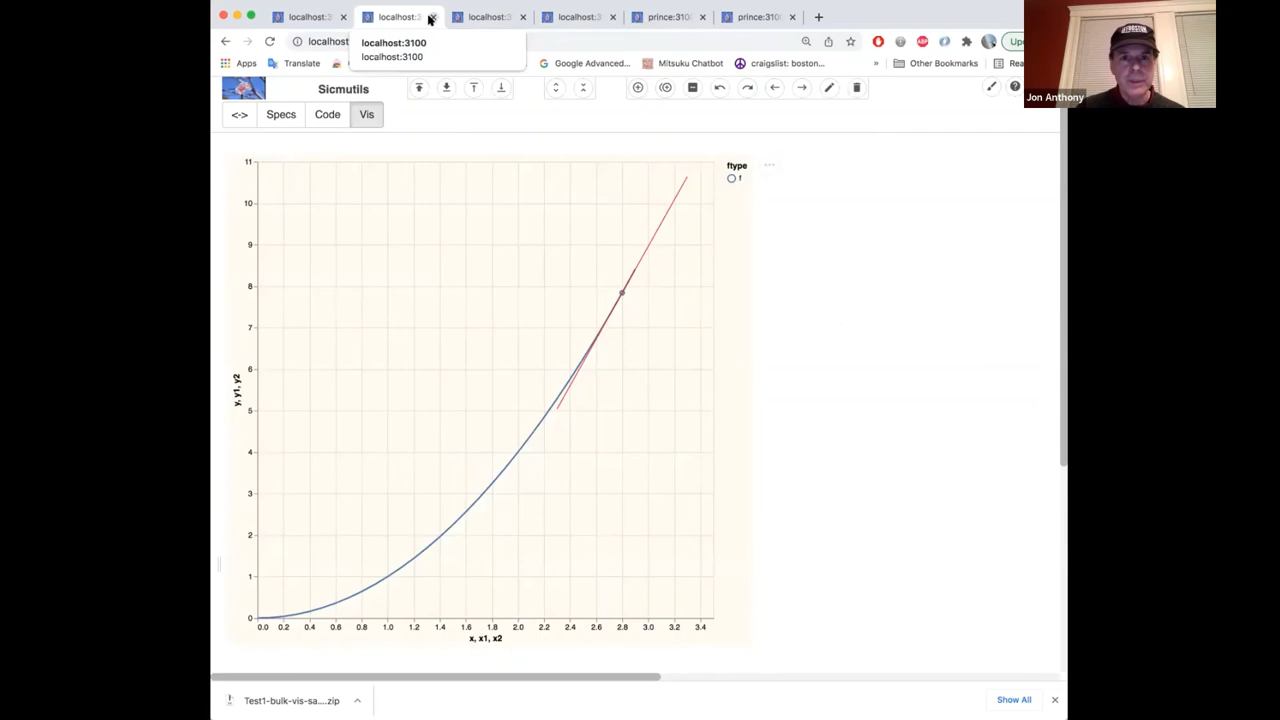 localhost:3 localhost:3 localhost:3 localhost:3 prince:310 prince:310
localhost
localhost:3100
localhost:3100
Apps Translate Google Advanced... Mitsuku Chatbot craigslist: boston... » Other Bookmarks
Sicmutils
<-> Specs Code Vis
Jon Anthony
ftype
f
11
10
9
8
7
6
5
4
3
2
1
0
y, y1, y2
0.0 0.2 0.4 0.6 0.8 1.0 1.2 1.4 1.6 1.8 2.0 2.2 2.4 2.6 2.8 3.0 3.2 3.4
x, x1, x2
Test1-bulk-vis-sa....zip
Show All